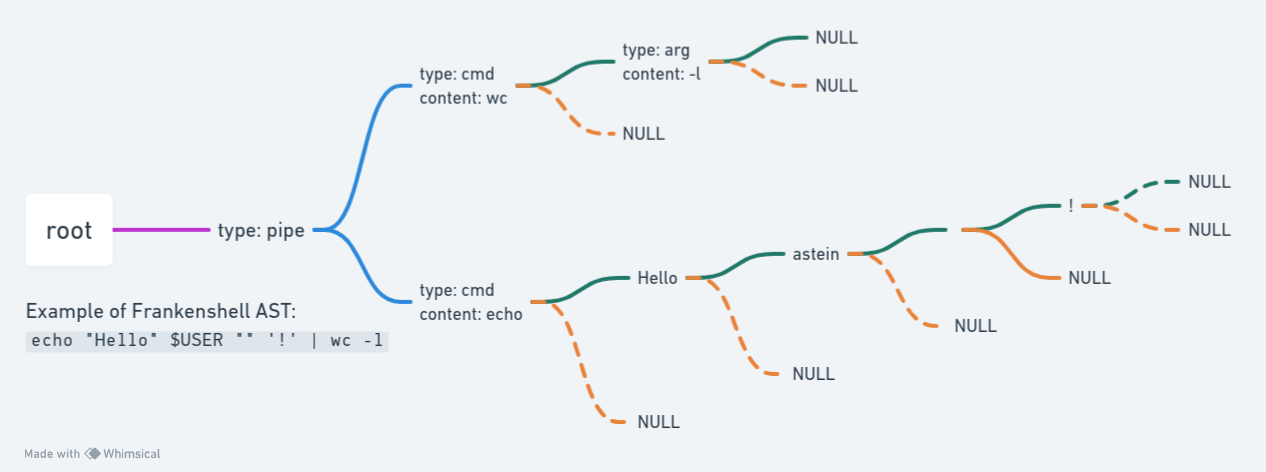 NULL
type: arg
content: -l
NULL
type: cmd
content: wc
NULL
root
type: pipe
NULL
!
NULL
astein
Hello
NULL
type: cmd
content: echo
NULL
NULL
NULL
Example of Frankenshell AST:
echo "Hello" $USER "" '!' | wc -l
Made with Whimsical